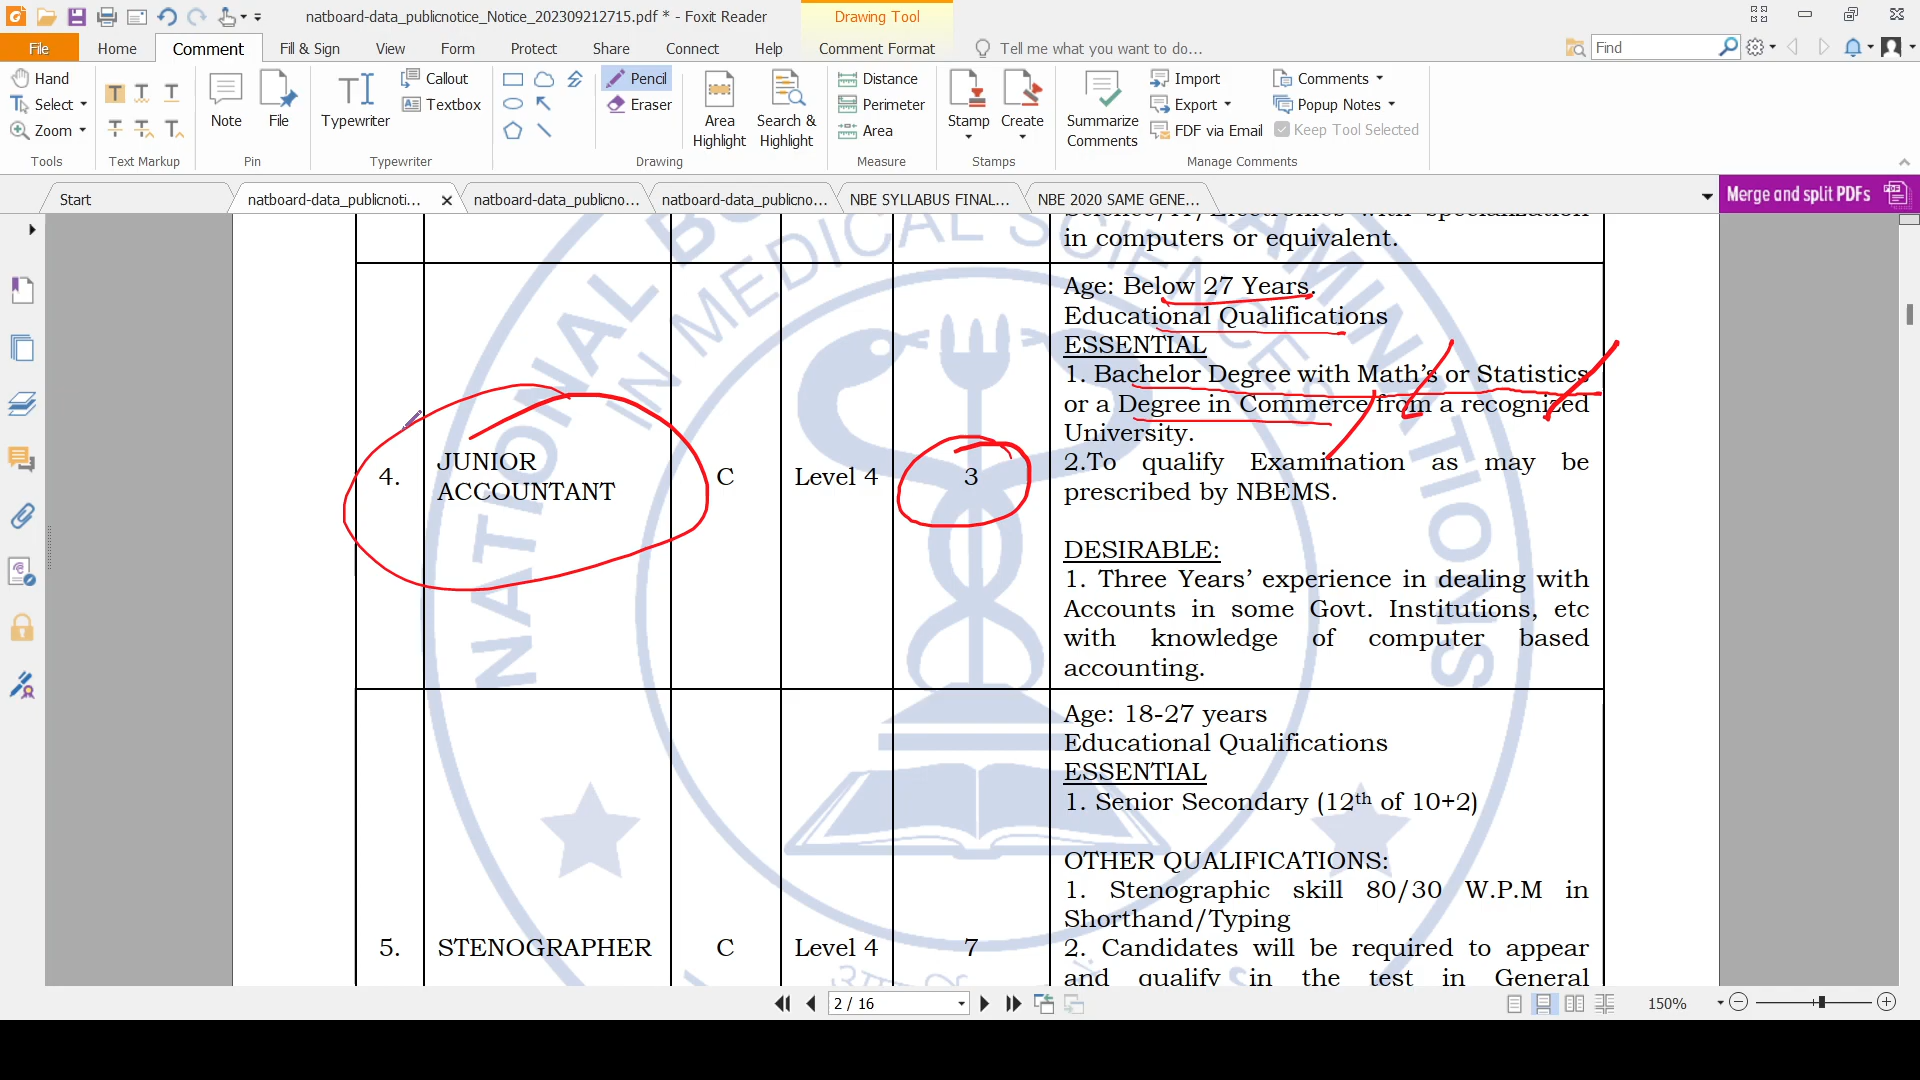 natboard-data_publicnotice_Notice_202309212715.pdf * - Foxit Reader
Drawing Tool
File Home Comment Fill & Sign View Form Protect Share Connect Help Comment Format Tell me what you want to do... Find
Hand
Select
Zoom
Tools
Text Markup
Note
File
Pin
Typewriter
Callout
Textbox
Typewriter
Pencil
Eraser
Area Highlight
Search & Highlight
Drawing
Distance
Perimeter
Area
Measure
Stamp
Create
Stamps
Summarize Comments
Import
Export
FDF via Email
Comments
Popup Notes
Keep Tool Selected
Manage Comments
Start natboard-data_publicnoti... natboard-data_publicno... natboard-data_publicno... NBE SYLLABUS FINAL... NBE 2020 SAME GENE... Merge and split PDFs
in computers or equivalent.
4. JUNIOR ACCOUNTANT C Level 4 3
Age: Below 27 Years.
Educational Qualifications
ESSENTIAL
1. Bachelor Degree with Math’s or Statistics
or a Degree in Commerce from a recognized
University.
2.To qualify Examination as may be
prescribed by NBEMS.
DESIRABLE:
1. Three Years’ experience in dealing with
Accounts in some Govt. Institutions, etc
with knowledge of computer based
accounting.
5. STENOGRAPHER C Level 4 7
Age: 18-27 years
Educational Qualifications
ESSENTIAL
1. Senior Secondary (12th of 10+2)
OTHER QUALIFICATIONS:
1. Stenographic skill 80/30 W.P.M in
Shorthand/Typing
2. Candidates will be required to appear
and qualify in the test in General
NATIONAL EXAMINATIONS
IN MEDICAL SCIENCES
2 / 16
150%